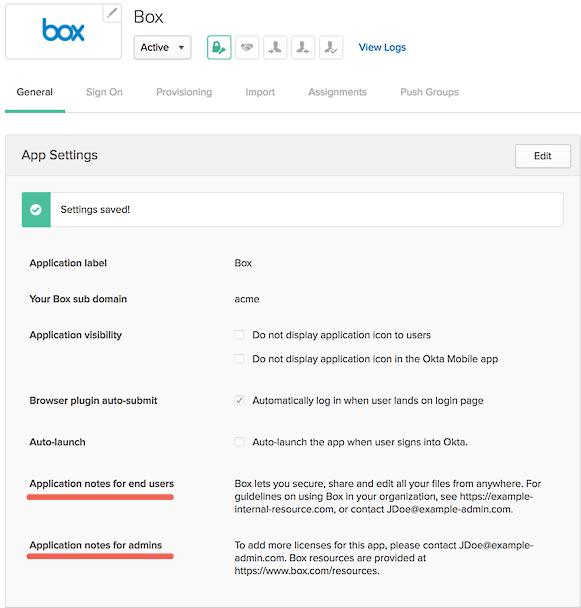 box
Box
Active
View Logs
General Sign On Provisioning Import Assignments Push Groups
App Settings
Edit
Settings saved!
Application label Box
Your Box sub domain acme
Application visibility Do not display application icon to users
Do not display application icon in the Okta Mobile app
Browser plugin auto-submit Automatically log in when user lands on login page
Auto-launch Auto-launch the app when user signs into Okta.
Application notes for end users Box lets you secure, share and edit all your files from anywhere. For
guidelines on using Box in your organization, see https://example-
internal-resource.com, or contact JDoe@example-admin.com.
Application notes for admins To add more licenses for this app, please contact JDoe@example-
admin.com. Box resources are provided at
https://www.box.com/resources.